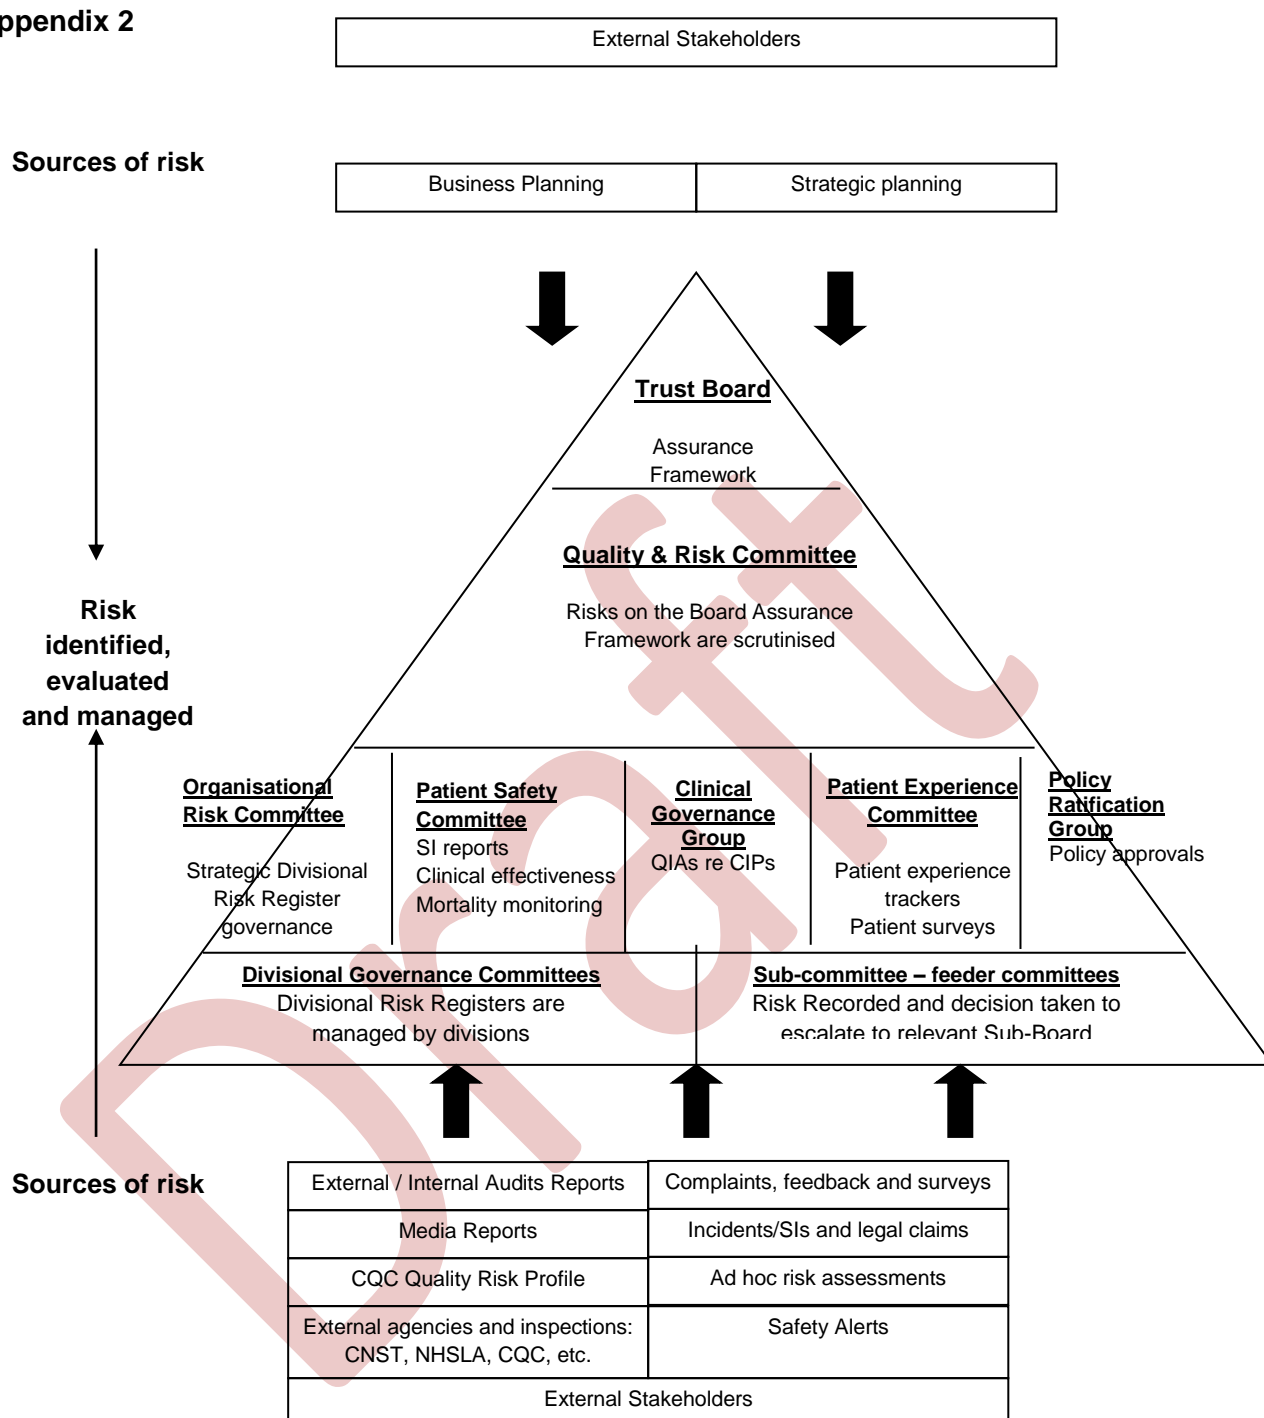 ppendix 2
External Stakeholders
Sources of risk
Business Planning
Strategic planning
Trust Board
Assurance
Framework
Quality & Risk Committee
Risks on the Board Assurance
Framework are scrutinised
Risk
identified,
evaluated
and managed
Organisational
Risk Committee
Strategic Divisional
Risk Register
governance
Patient Safety
Committee
SI reports
Clinical effectiveness
Mortality monitoring
Clinical
Governance
Group
QIAs re CIPs
Patient Experience
Committee
Patient experience
trackers
Patient surveys
Policy
Ratification
Group
Policy approvals
Divisional Governance Committees
Divisional Risk Registers are
managed by divisions
Sub-committee – feeder committees
Risk Recorded and decision taken to
escalate to relevant Sub-Board
Sources of risk
External / Internal Audits Reports
Complaints, feedback and surveys
Media Reports
Incidents/SIs and legal claims
CQC Quality Risk Profile
Ad hoc risk assessments
External agencies and inspections:
CNST, NHSLA, CQC, etc.
Safety Alerts
External Stakeholders
Draft